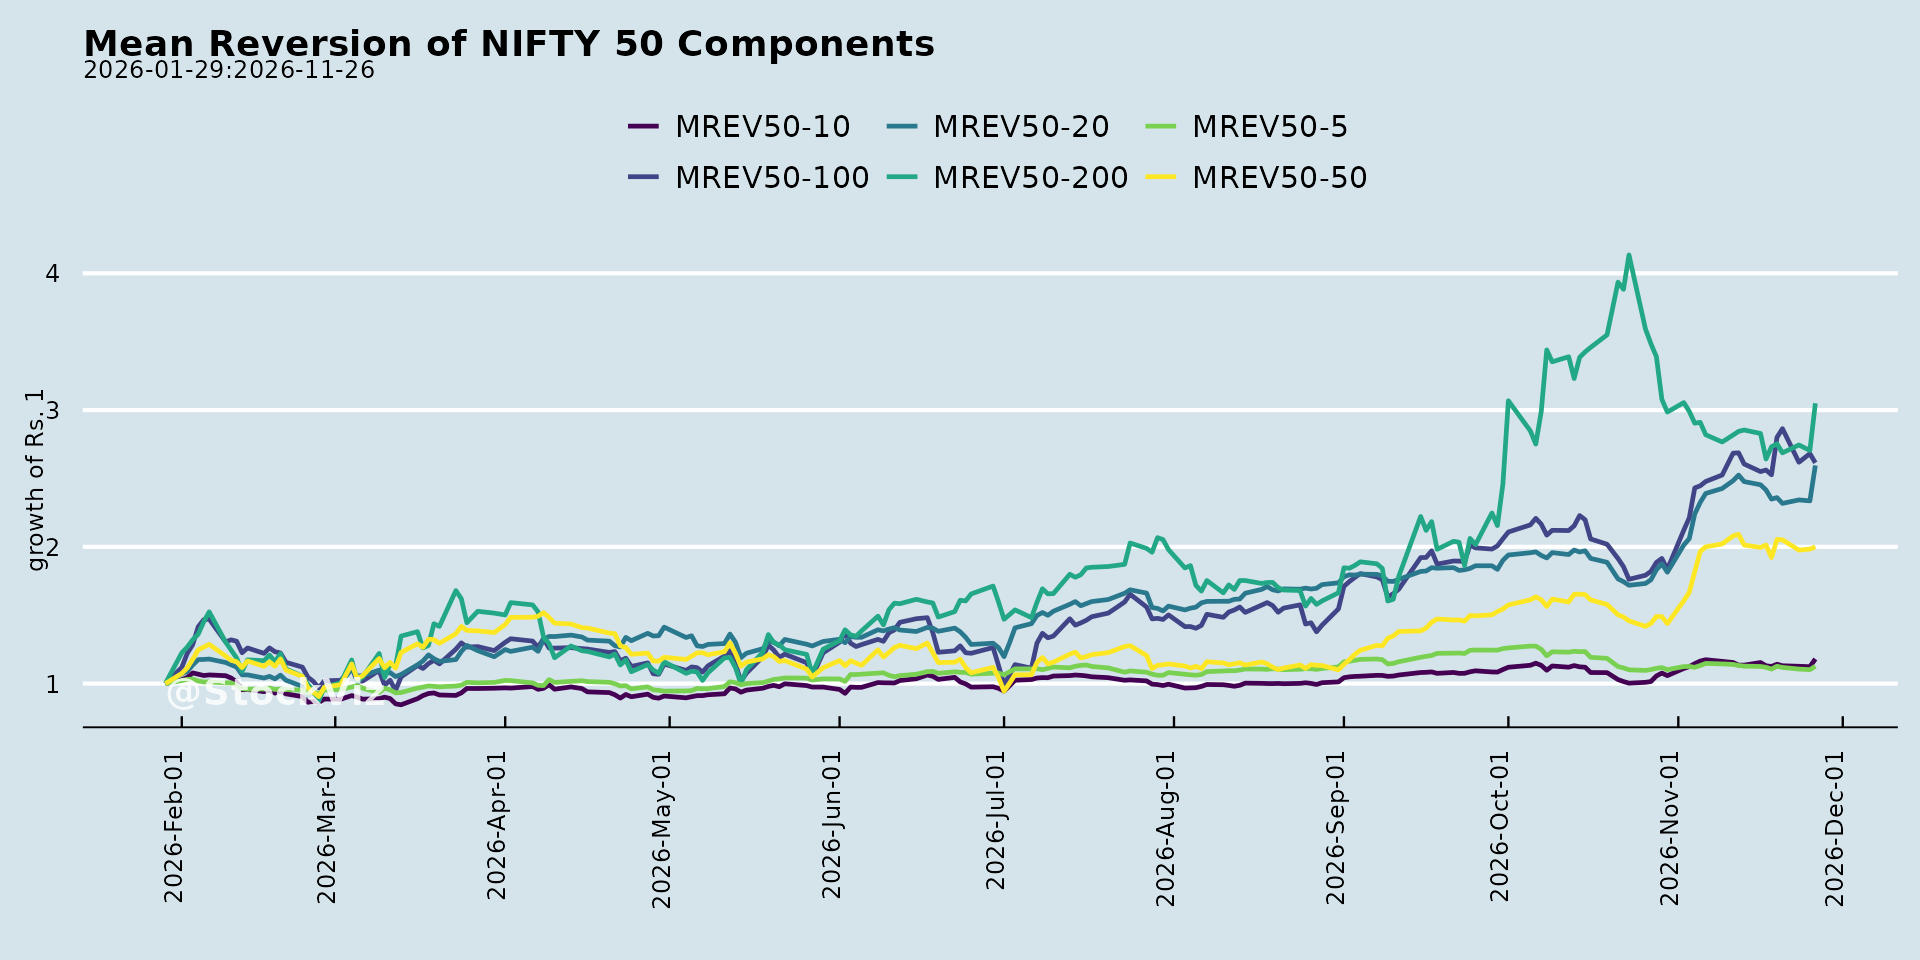 Mean Reversion of NIFTY 50 Components
2026-01-29:2026-11-26
MREV50-10 MREV50-20 MREV50-5
MREV50-100 MREV50-200 MREV50-50
growth of Rs. 1
4
3
2
1
@StockViz
2026-Feb-01
2026-Mar-01
2026-Apr-01
2026-May-01
2026-Jun-01
2026-Jul-01
2026-Aug-01
2026-Sep-01
2026-Oct-01
2026-Nov-01
2026-Dec-01